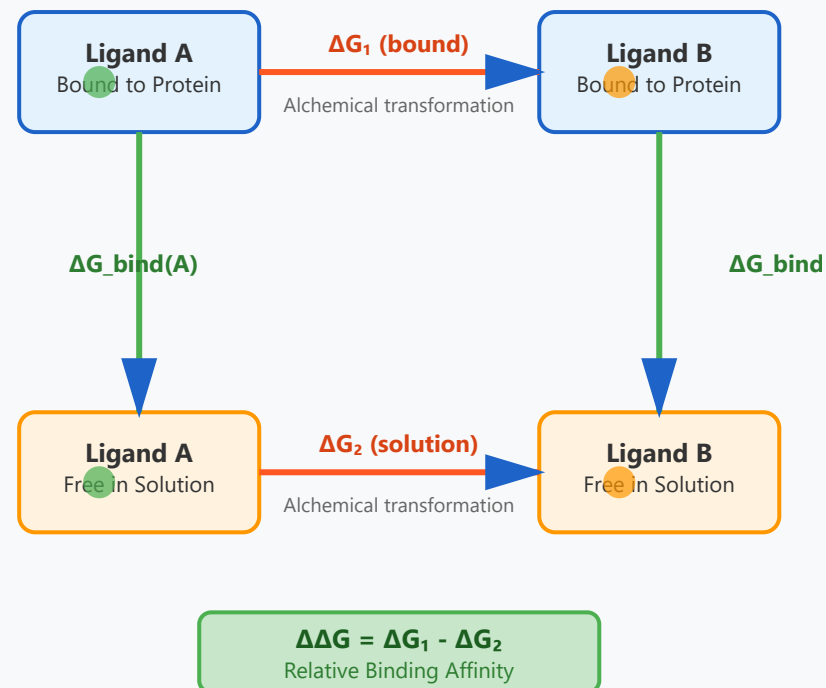 Ligand A
Bound to Protein
ΔG₁ (bound)
Alchemical transformation
Ligand B
Bound to Protein
ΔG_bind(A)
ΔG_bind
Ligand A
Free in Solution
ΔG₂ (solution)
Alchemical transformation
Ligand B
Free in Solution
ΔΔG = ΔG₁ - ΔG₂
Relative Binding Affinity